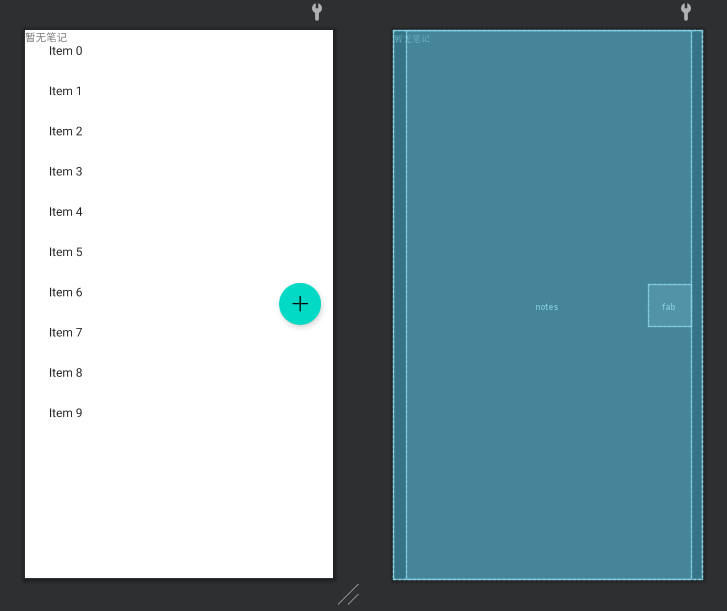 暂无笔记
Item 0
Item 1
Item 2
Item 3
Item 4
Item 5
Item 6
Item 7
Item 8
Item 9
暂无笔记
notes
fab